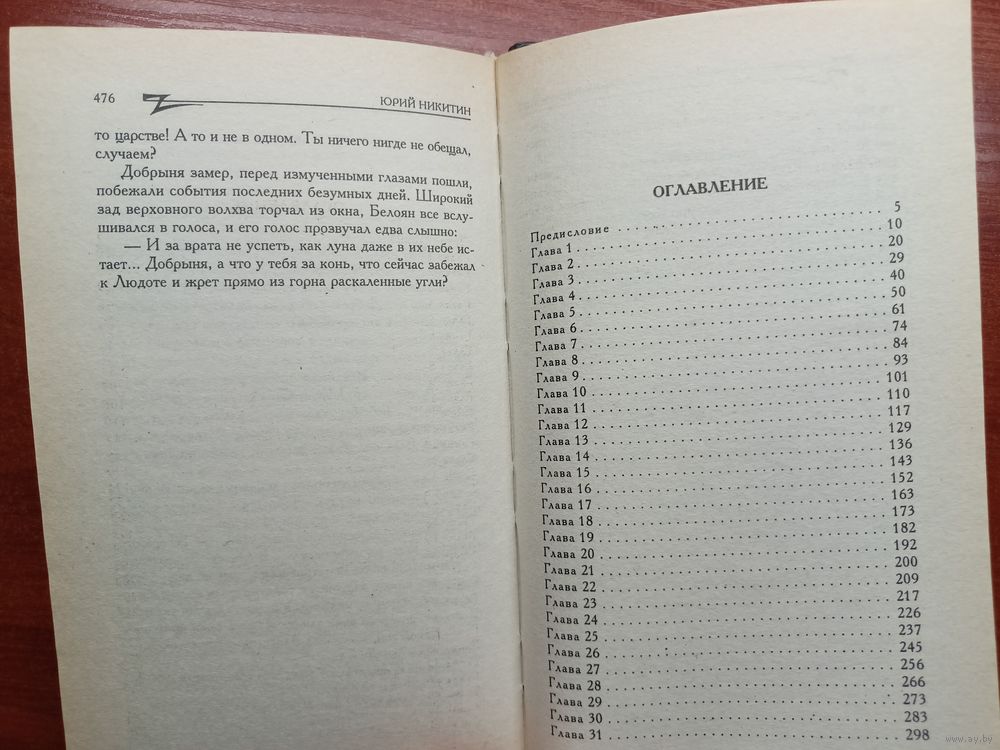 476
ЮРИЙ НИКИТИН
то царстве! А то и не в одном. Ты ничего нигде не обещал,
случаем?
Добрыня замер, перед измученными глазами пошли,
побежали события последних безумных дней. Широкий
зад верховного волхва торчал из окна, Белоян все вслу-
шивался в голоса, и его голос прозвучал едва слышно:
— И за врата не успеть, как луна даже в их небе ис-
тает... Добрыня, а что у тебя за конь, что сейчас забежал
к Людоте и жрет прямо из горна раскаленные угли?
ОГЛАВЛЕНИЕ
Предисловие . . . . . 5
Глава 1 . . . . . 10
Глава 2 . . . . . 20
Глава 3 . . . . . 29
Глава 4 . . . . . 40
Глава 5 . . . . . 50
Глава 6 . . . . . 61
Глава 7 . . . . . 74
Глава 8 . . . . . 84
Глава 9 . . . . . 93
Глава 10 . . . . . 101
Глава 11 . . . . . 110
Глава 12 . . . . . 117
Глава 13 . . . . . 129
Глава 14 . . . . . 136
Глава 15 . . . . . 143
Глава 16 . . . . . 152
Глава 17 . . . . . 163
Глава 18 . . . . . 173
Глава 19 . . . . . 182
Глава 20 . . . . . 192
Глава 21 . . . . . 200
Глава 22 . . . . . 209
Глава 23 . . . . . 217
Глава 24 . . . . . 226
Глава 25 . . . . . 237
Глава 26 . . . . . 245
Глава 27 . . . . . 256
Глава 28 . . . . . 266
Глава 29 . . . . . 273
Глава 30 . . . . . 283
Глава 31 . . . . . 298
www.ay.by